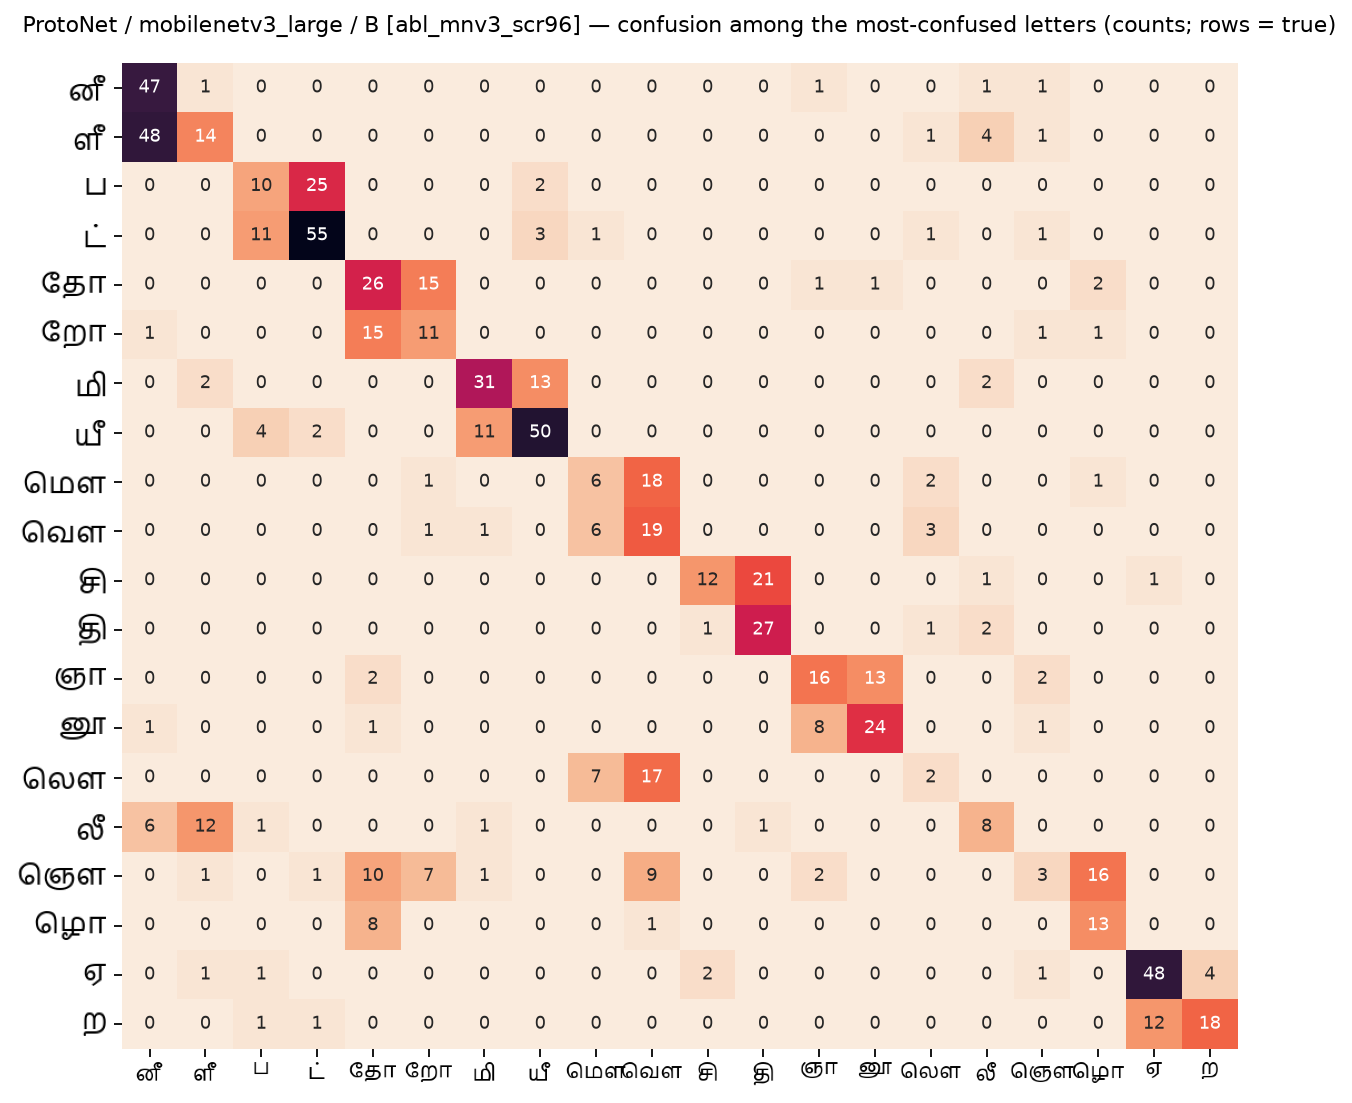 ProtoNet / mobilenetv3_large / B [abl_mnv3_scr96] — confusion among the most-confused letters (counts; rows = true)
னீ 47 1 0 0 0 0 0 0 0 0 0 0 1 0 0 1 1 0 0 0
ளீ 48 14 0 0 0 0 0 0 0 0 0 0 0 0 1 4 1 0 0 0
ப 0 0 10 25 0 0 0 2 0 0 0 0 0 0 0 0 0 0 0 0
ட் 0 0 11 55 0 0 0 3 1 0 0 0 0 0 1 0 1 0 0 0
தோ 0 0 0 0 26 15 0 0 0 0 0 0 1 1 0 0 0 2 0 0
றோ 1 0 0 0 15 11 0 0 0 0 0 0 0 0 0 0 1 1 0 0
மி 0 2 0 0 0 0 31 13 0 0 0 0 0 0 0 2 0 0 0 0
யீ 0 0 4 2 0 0 11 50 0 0 0 0 0 0 0 0 0 0 0 0
மௌ 0 0 0 0 0 1 0 0 6 18 0 0 0 0 2 0 0 1 0 0
வௌ 0 0 0 0 0 1 1 0 6 19 0 0 0 0 3 0 0 0 0 0
சி 0 0 0 0 0 0 0 0 0 0 12 21 0 0 0 1 0 0 1 0
தி 0 0 0 0 0 0 0 0 0 0 1 27 0 0 1 2 0 0 0 0
ஞா 0 0 0 0 2 0 0 0 0 0 0 0 16 13 0 0 2 0 0 0
னூ 1 0 0 0 1 0 0 0 0 0 0 0 8 24 0 0 1 0 0 0
லௌ 0 0 0 0 0 0 0 0 7 17 0 0 0 0 2 0 0 0 0 0
லீ 6 12 1 0 0 0 1 0 0 0 0 1 0 0 0 8 0 0 0 0
ஞௌ 0 1 0 1 10 7 1 0 0 9 0 0 2 0 0 0 3 16 0 0
ழொ 0 0 0 0 8 0 0 0 0 1 0 0 0 0 0 0 0 13 0 0
ஏ 0 1 1 0 0 0 0 0 0 0 2 0 0 0 0 0 1 0 48 4
ற 0 0 1 1 0 0 0 0 0 0 0 0 0 0 0 0 0 0 12 18
னீ ளீ ப ட் தோ றோ மி யீ மௌ வௌ சி தி ஞா னூ லௌ லீ ஞௌ ழொ ஏ ற